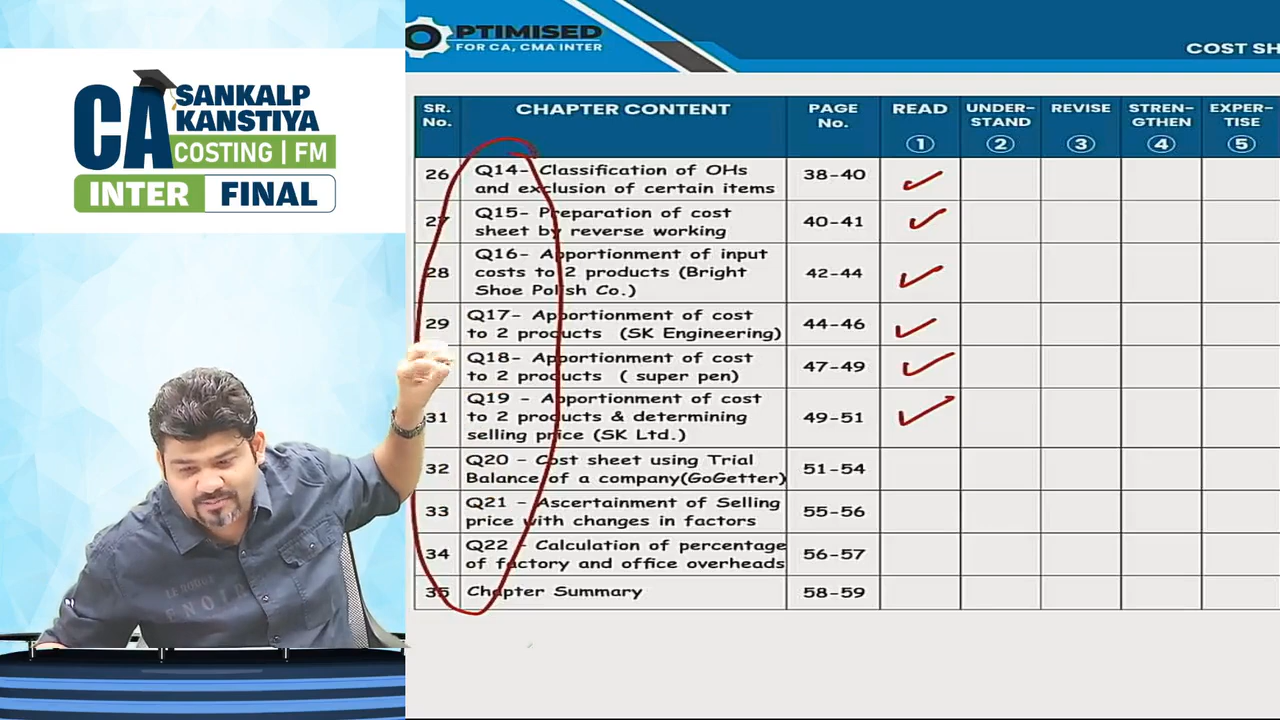 CA
SANKALP
KANSTIYA
COSTING | FM
INTER FINAL
PTIMISED
FOR CA, CMA INTER
COST SH
SR. No. CHAPTER CONTENT PAGE No. READ ① UNDER-STAND ② REVISE ③ STREN-GTHEN ④ EXPER-TISE ⑤
26 Q14- Classification of OHs 38-40
and exclusion of certain items
27 Q15- Preparation of cost 40-41
sheet by reverse working
28 Q16- Apportionment of input 42-44
costs to 2 products (Bright
Shoe Polish Co.)
29 Q17- Apportionment of cost 44-46
to 2 products (SK Engineering)
Q18- Apportionment of cost 47-49
to 2 products ( super pen)
31 Q19 - Apportionment of cost 49-51
to 2 products & determining
selling price (SK Ltd.)
32 Q20 - Cost sheet using Trial 51-54
Balance of a company(GoGetter)
33 Q21 - Ascertainment of Selling 55-56
price with changes in factors
34 Q22 - Calculation of percentage 56-57
of factory and office overheads
35 Chapter Summary 58-59